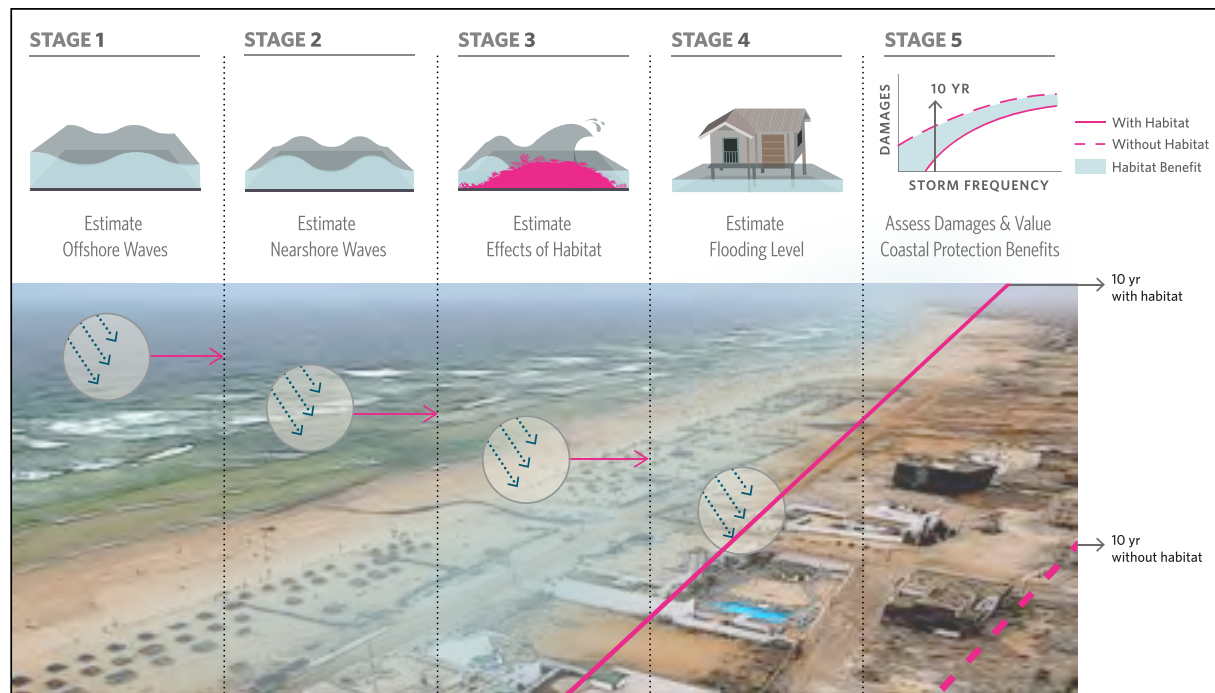 STAGE 1
STAGE 2
STAGE 3
STAGE 4
STAGE 5
DAMAGES
10 YR
STORM FREQUENCY
With Habitat
Without Habitat
Habitat Benefit
Estimate
Offshore Waves
Estimate
Nearshore Waves
Estimate
Effects of Habitat
Estimate
Flooding Level
Assess Damages & Value
Coastal Protection Benefits
10 yr
with habitat
10 yr
without habitat